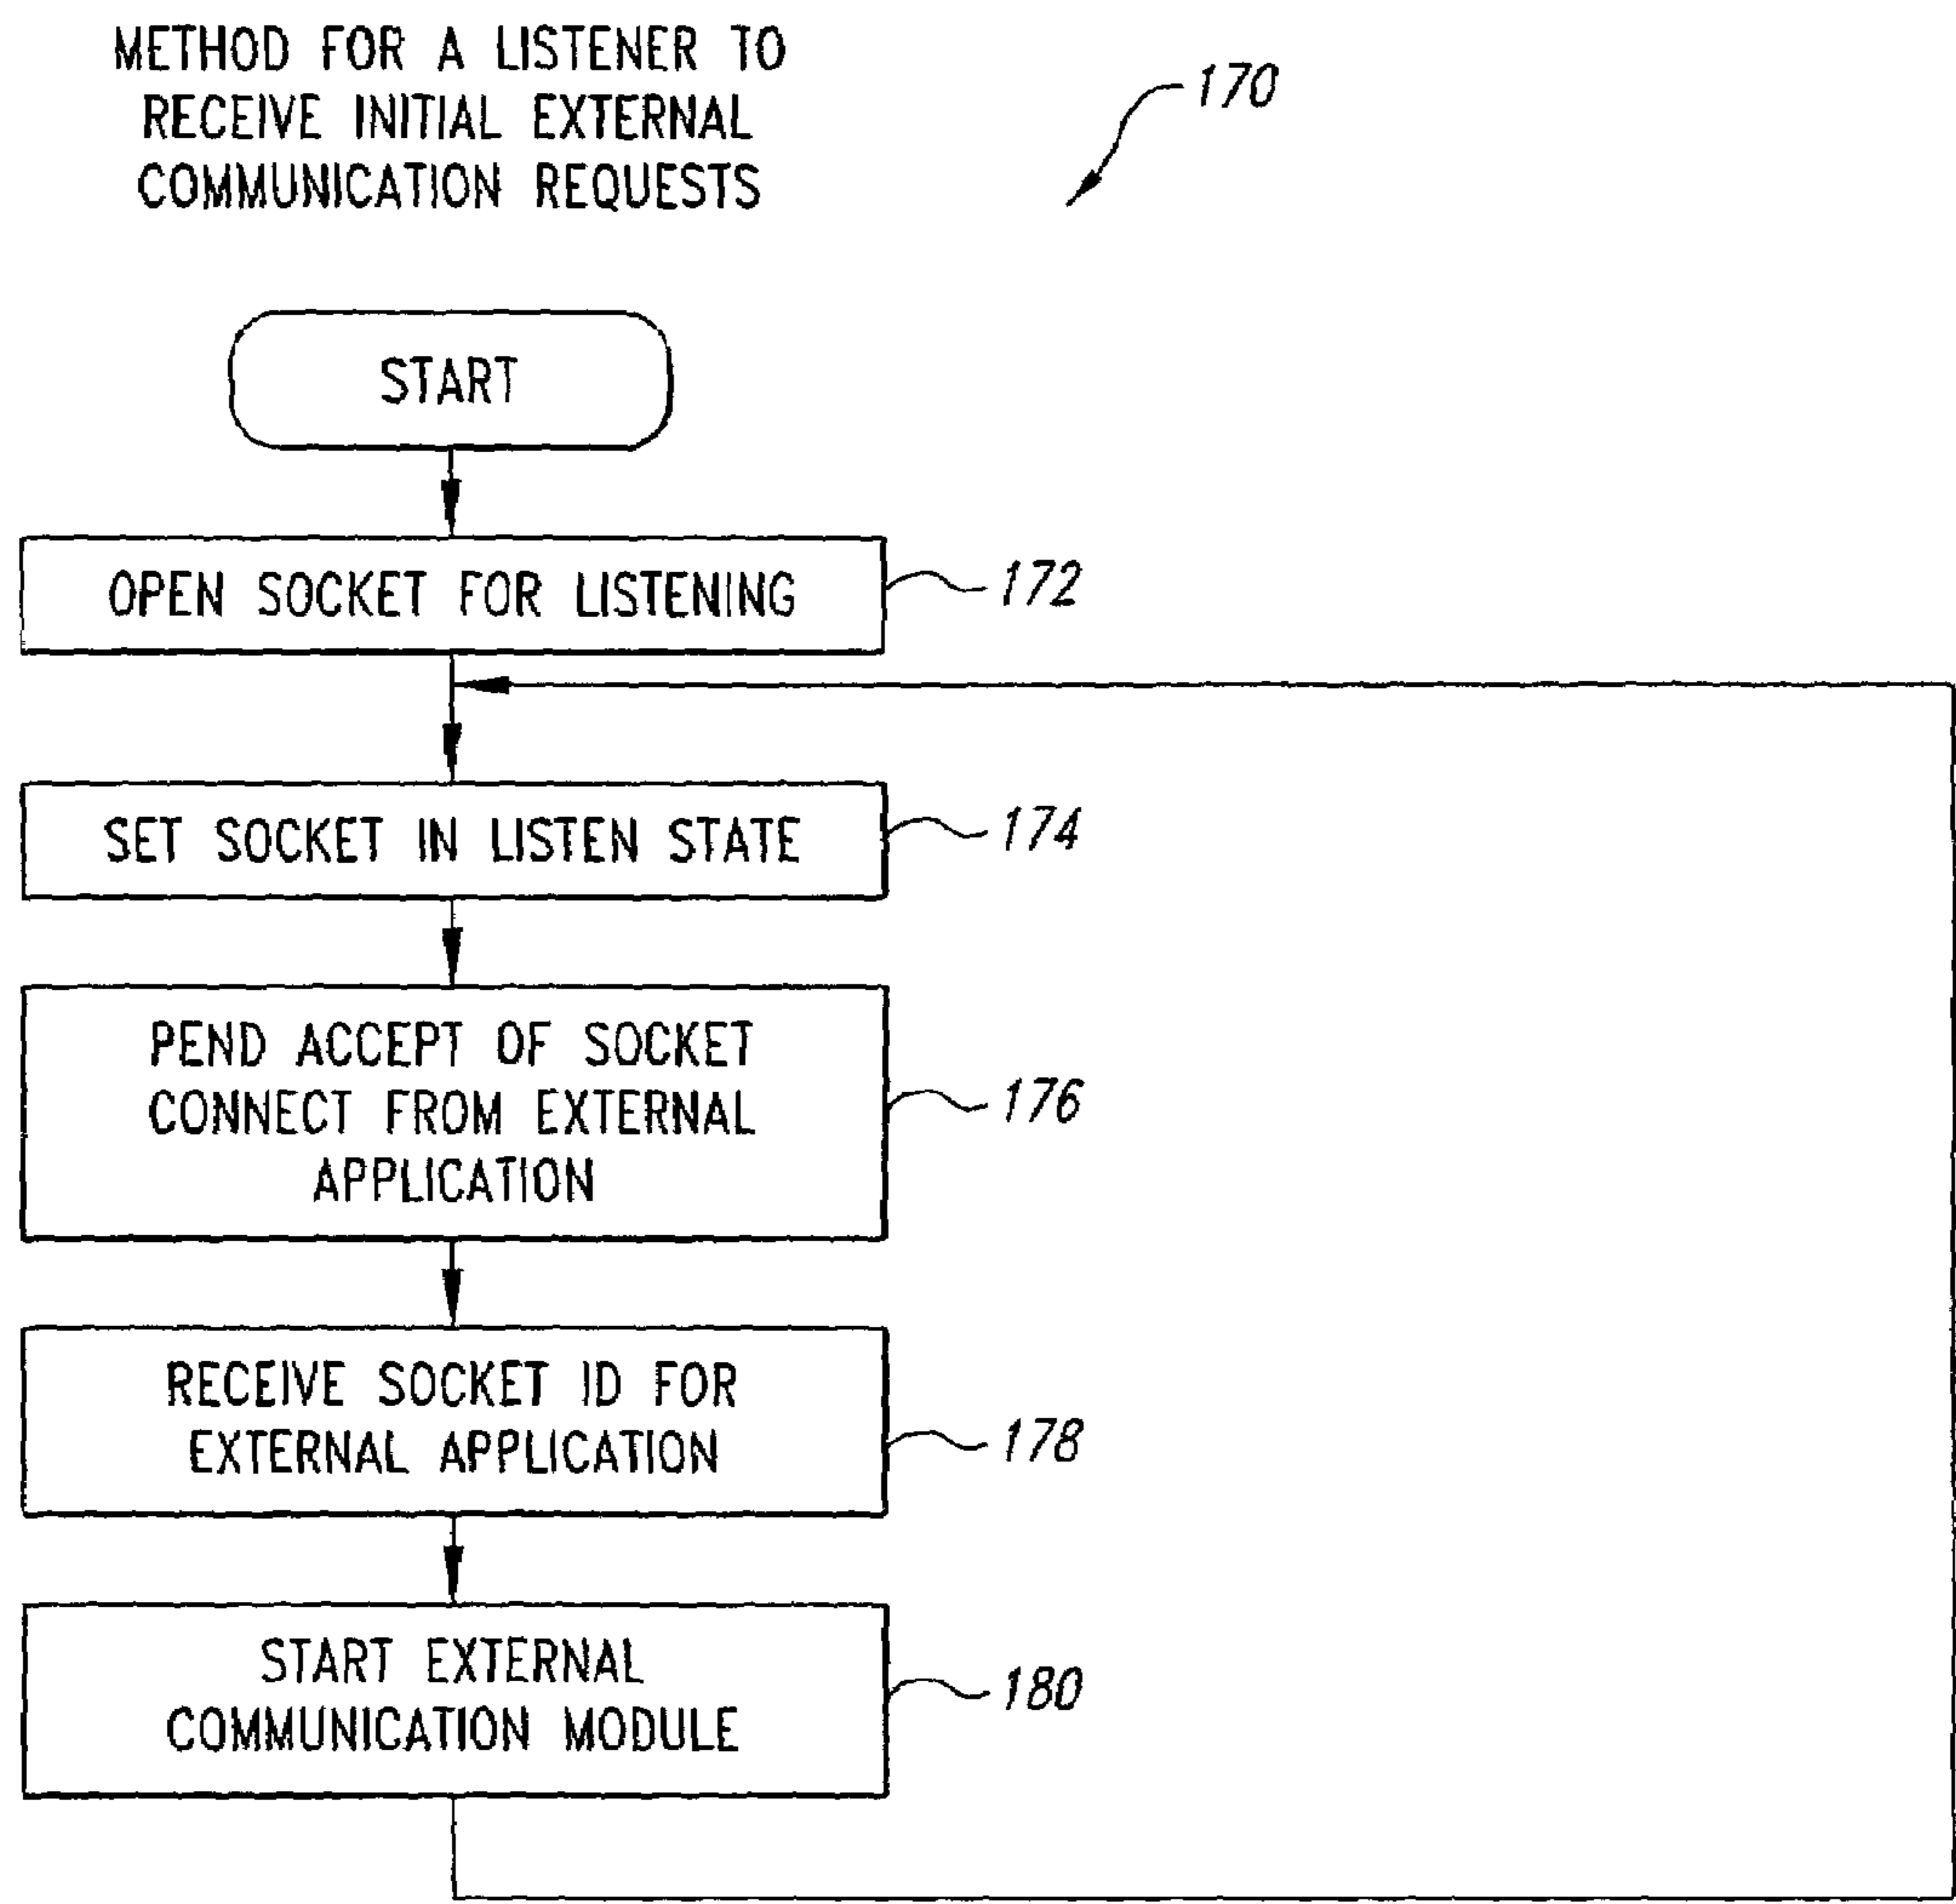 METHOD FOR A LISTENER TO
RECEIVE INITIAL EXTERNAL
COMMUNICATION REQUESTS
170
START
OPEN SOCKET FOR LISTENING
172
SET SOCKET IN LISTEN STATE
174
PEND ACCEPT OF SOCKET
CONNECT FROM EXTERNAL
APPLICATION
176
RECEIVE SOCKET ID FOR
EXTERNAL APPLICATION
178
START EXTERNAL
COMMUNICATION MODULE
180